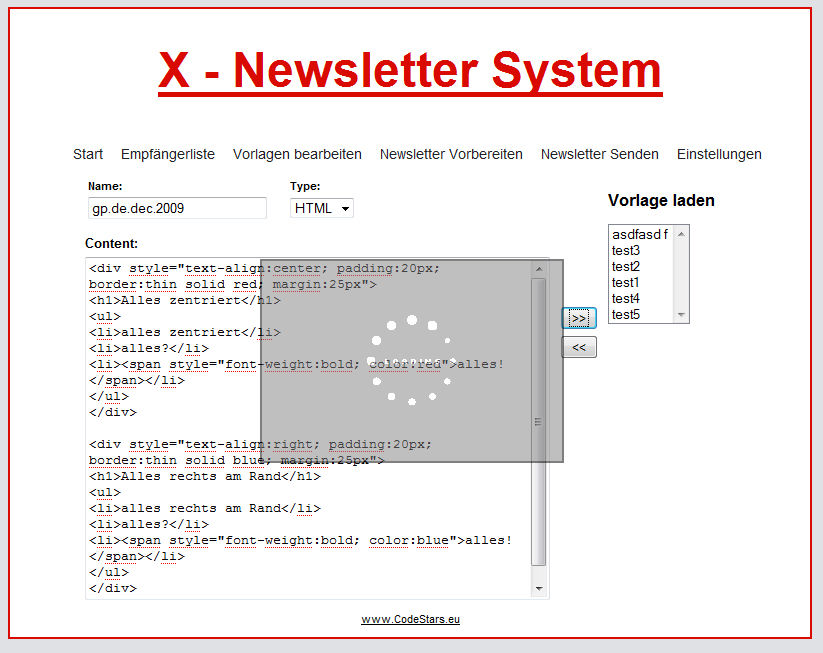 X - Newsletter System
Start Empfängerliste Vorlagen bearbeiten Newsletter Vorbereiten Newsletter Senden Einstellungen
Name: Type:
gp.de.dec.2009 HTML
Content:
<div style="text-align:center; padding:20px;
border:thin solid red; margin:25px">
<h1>Alles zentriert</h1>
<ul>
<li>alles zentriert</li>
<li>alles?</li>
<li><span style="font-weight:bold; color:red">alles!
</span></li>
</ul>
</div>
<div style="text-align:right; padding:20px;
border:thin solid blue; margin:25px">
<h1>Alles rechts am Rand</h1>
<ul>
<li>alles rechts am Rand</li>
<li>alles?</li>
<li><span style="font-weight:bold; color:blue">alles!
</span></li>
</ul>
</div>
LOADING
>>
<<
Vorlage laden
asdfasd f
test3
test2
test1
test4
test5
www.CodeStars.eu